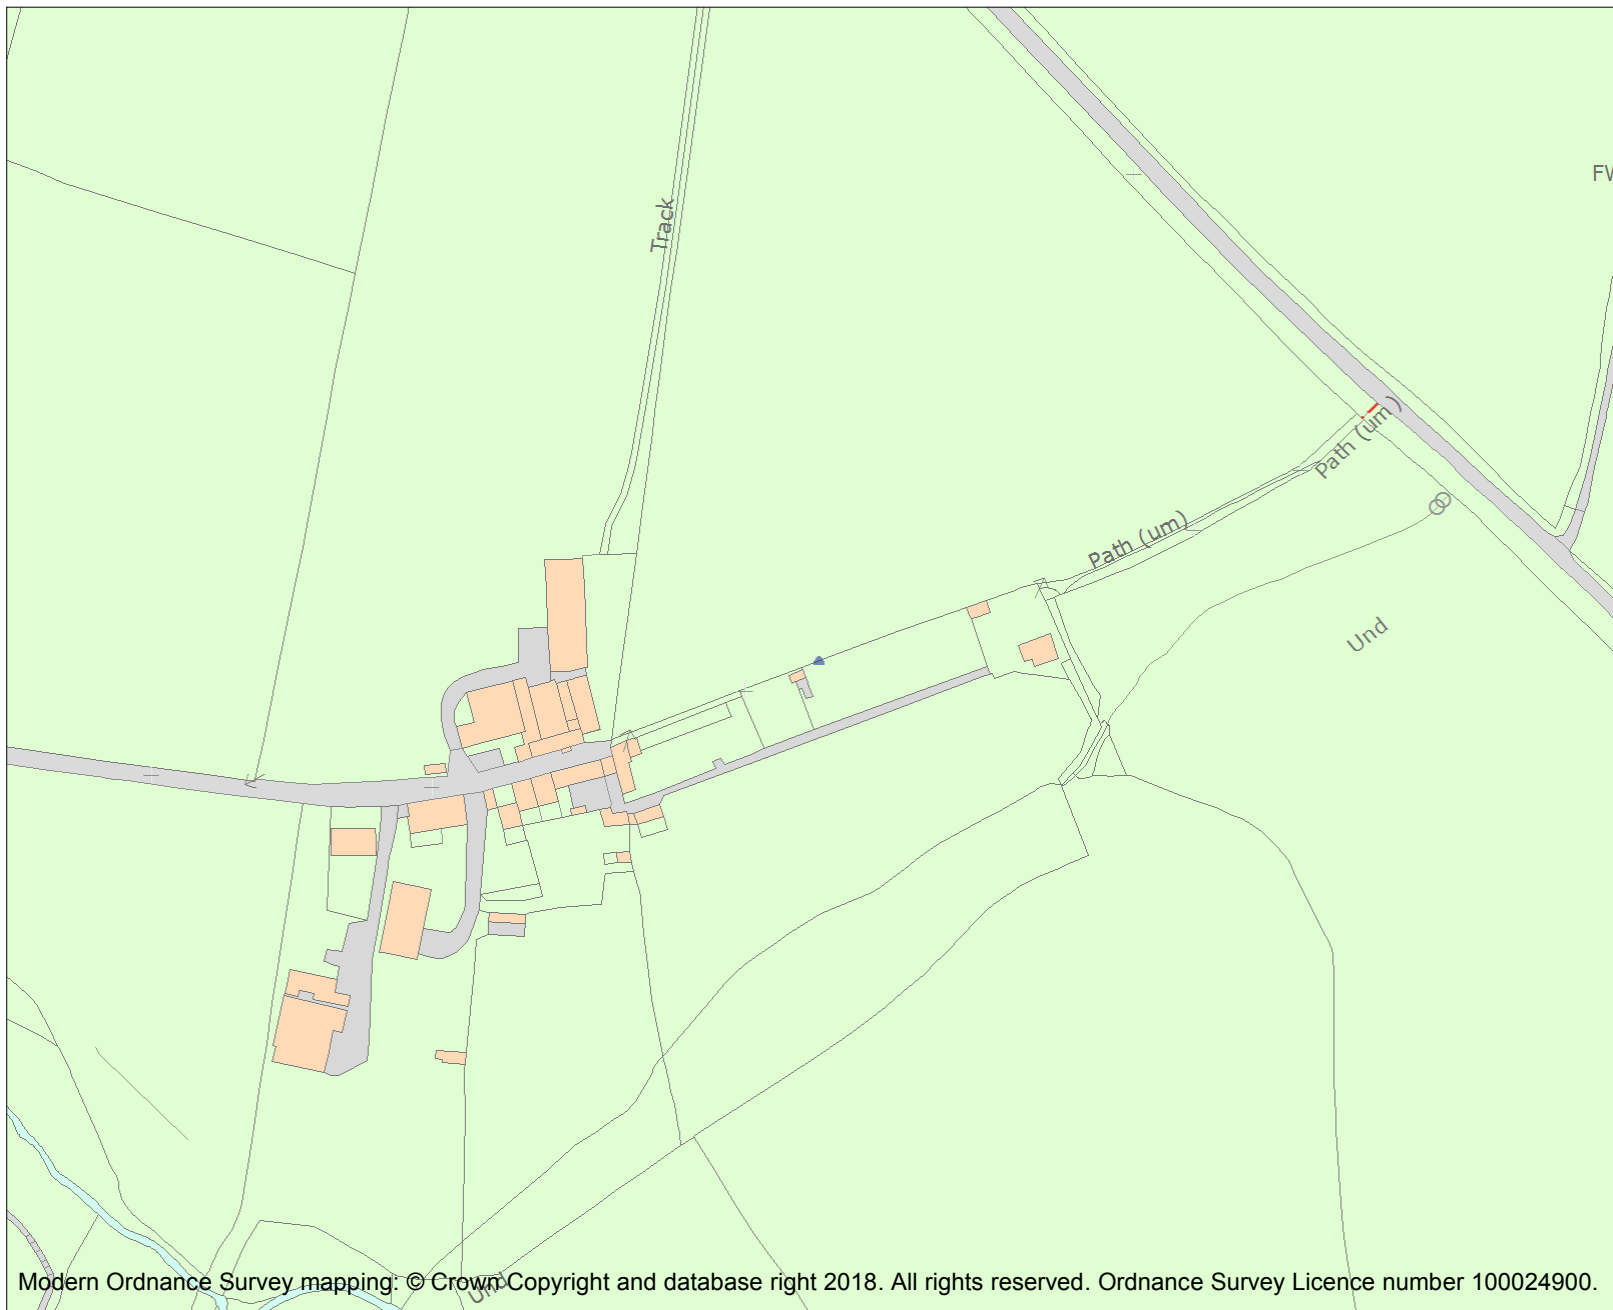 FW
Track
Path (um)
Path (um)
Und
Und
Modern Ordnance Survey mapping: © Crown Copyright and database right 2018. All rights reserved. Ordnance Survey Licence number 100024900.